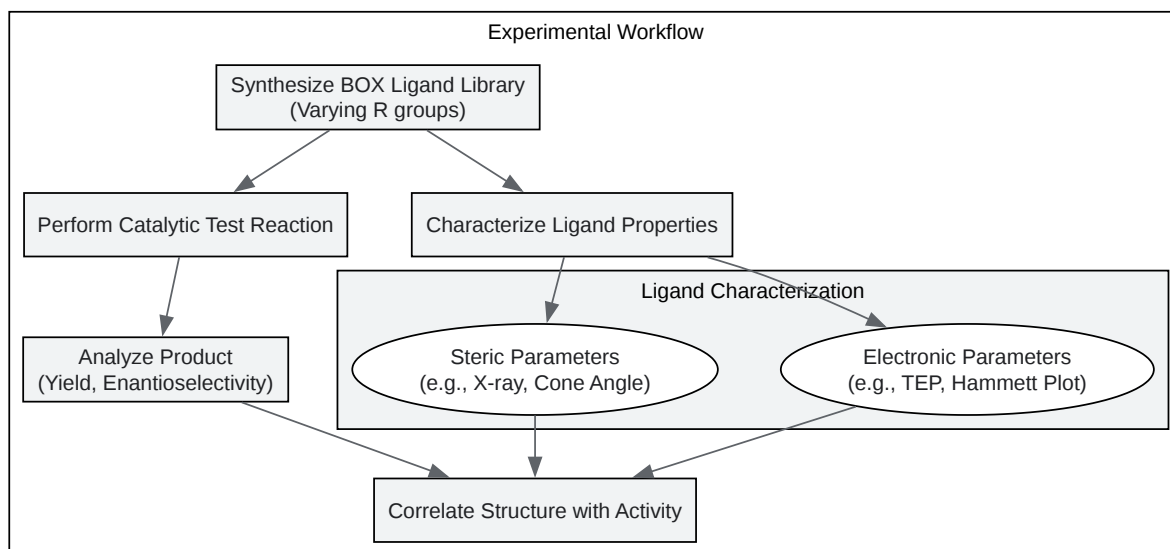 Experimental Workflow
Synthesize BOX Ligand Library
(Varying R groups)
Perform Catalytic Test Reaction
Characterize Ligand Properties
Ligand Characterization
Analyze Product
(Yield, Enantioselectivity)
Steric Parameters
(e.g., X-ray, Cone Angle)
Electronic Parameters
(e.g., TEP, Hammett Plot)
Correlate Structure with Activity